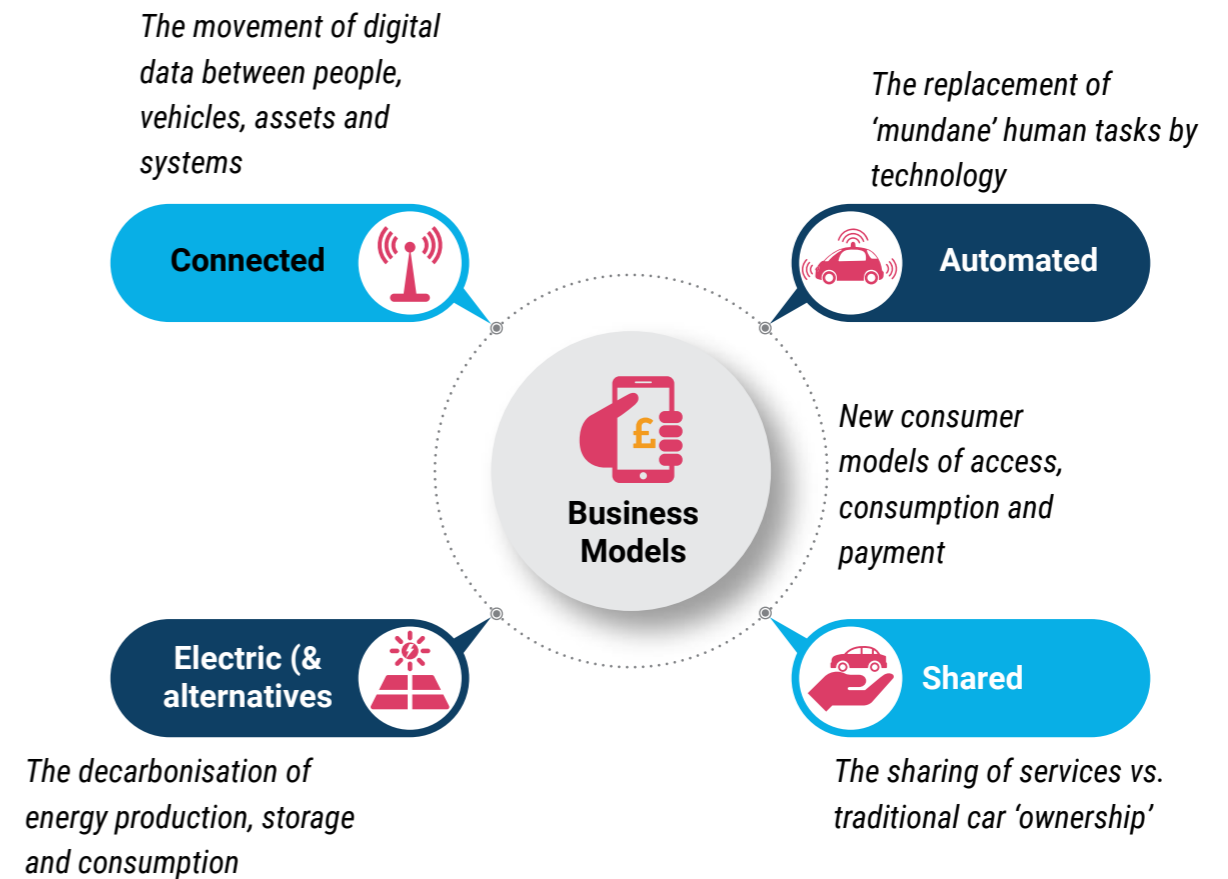 The movement of digital
data between people,
vehicles, assets and
systems
The replacement of
‘mundane’ human tasks by
technology
Connected
Automated
£
Business
Models
New consumer
models of access,
consumption and
payment
Electric (&
alternatives
Shared
The decarbonisation of
energy production, storage
and consumption
The sharing of services vs.
traditional car ‘ownership’